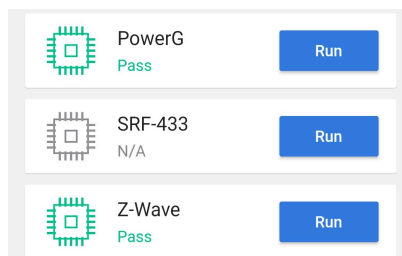 PowerG
Pass
Run
SRF-433
N/A
Run
Z-Wave
Pass
Run